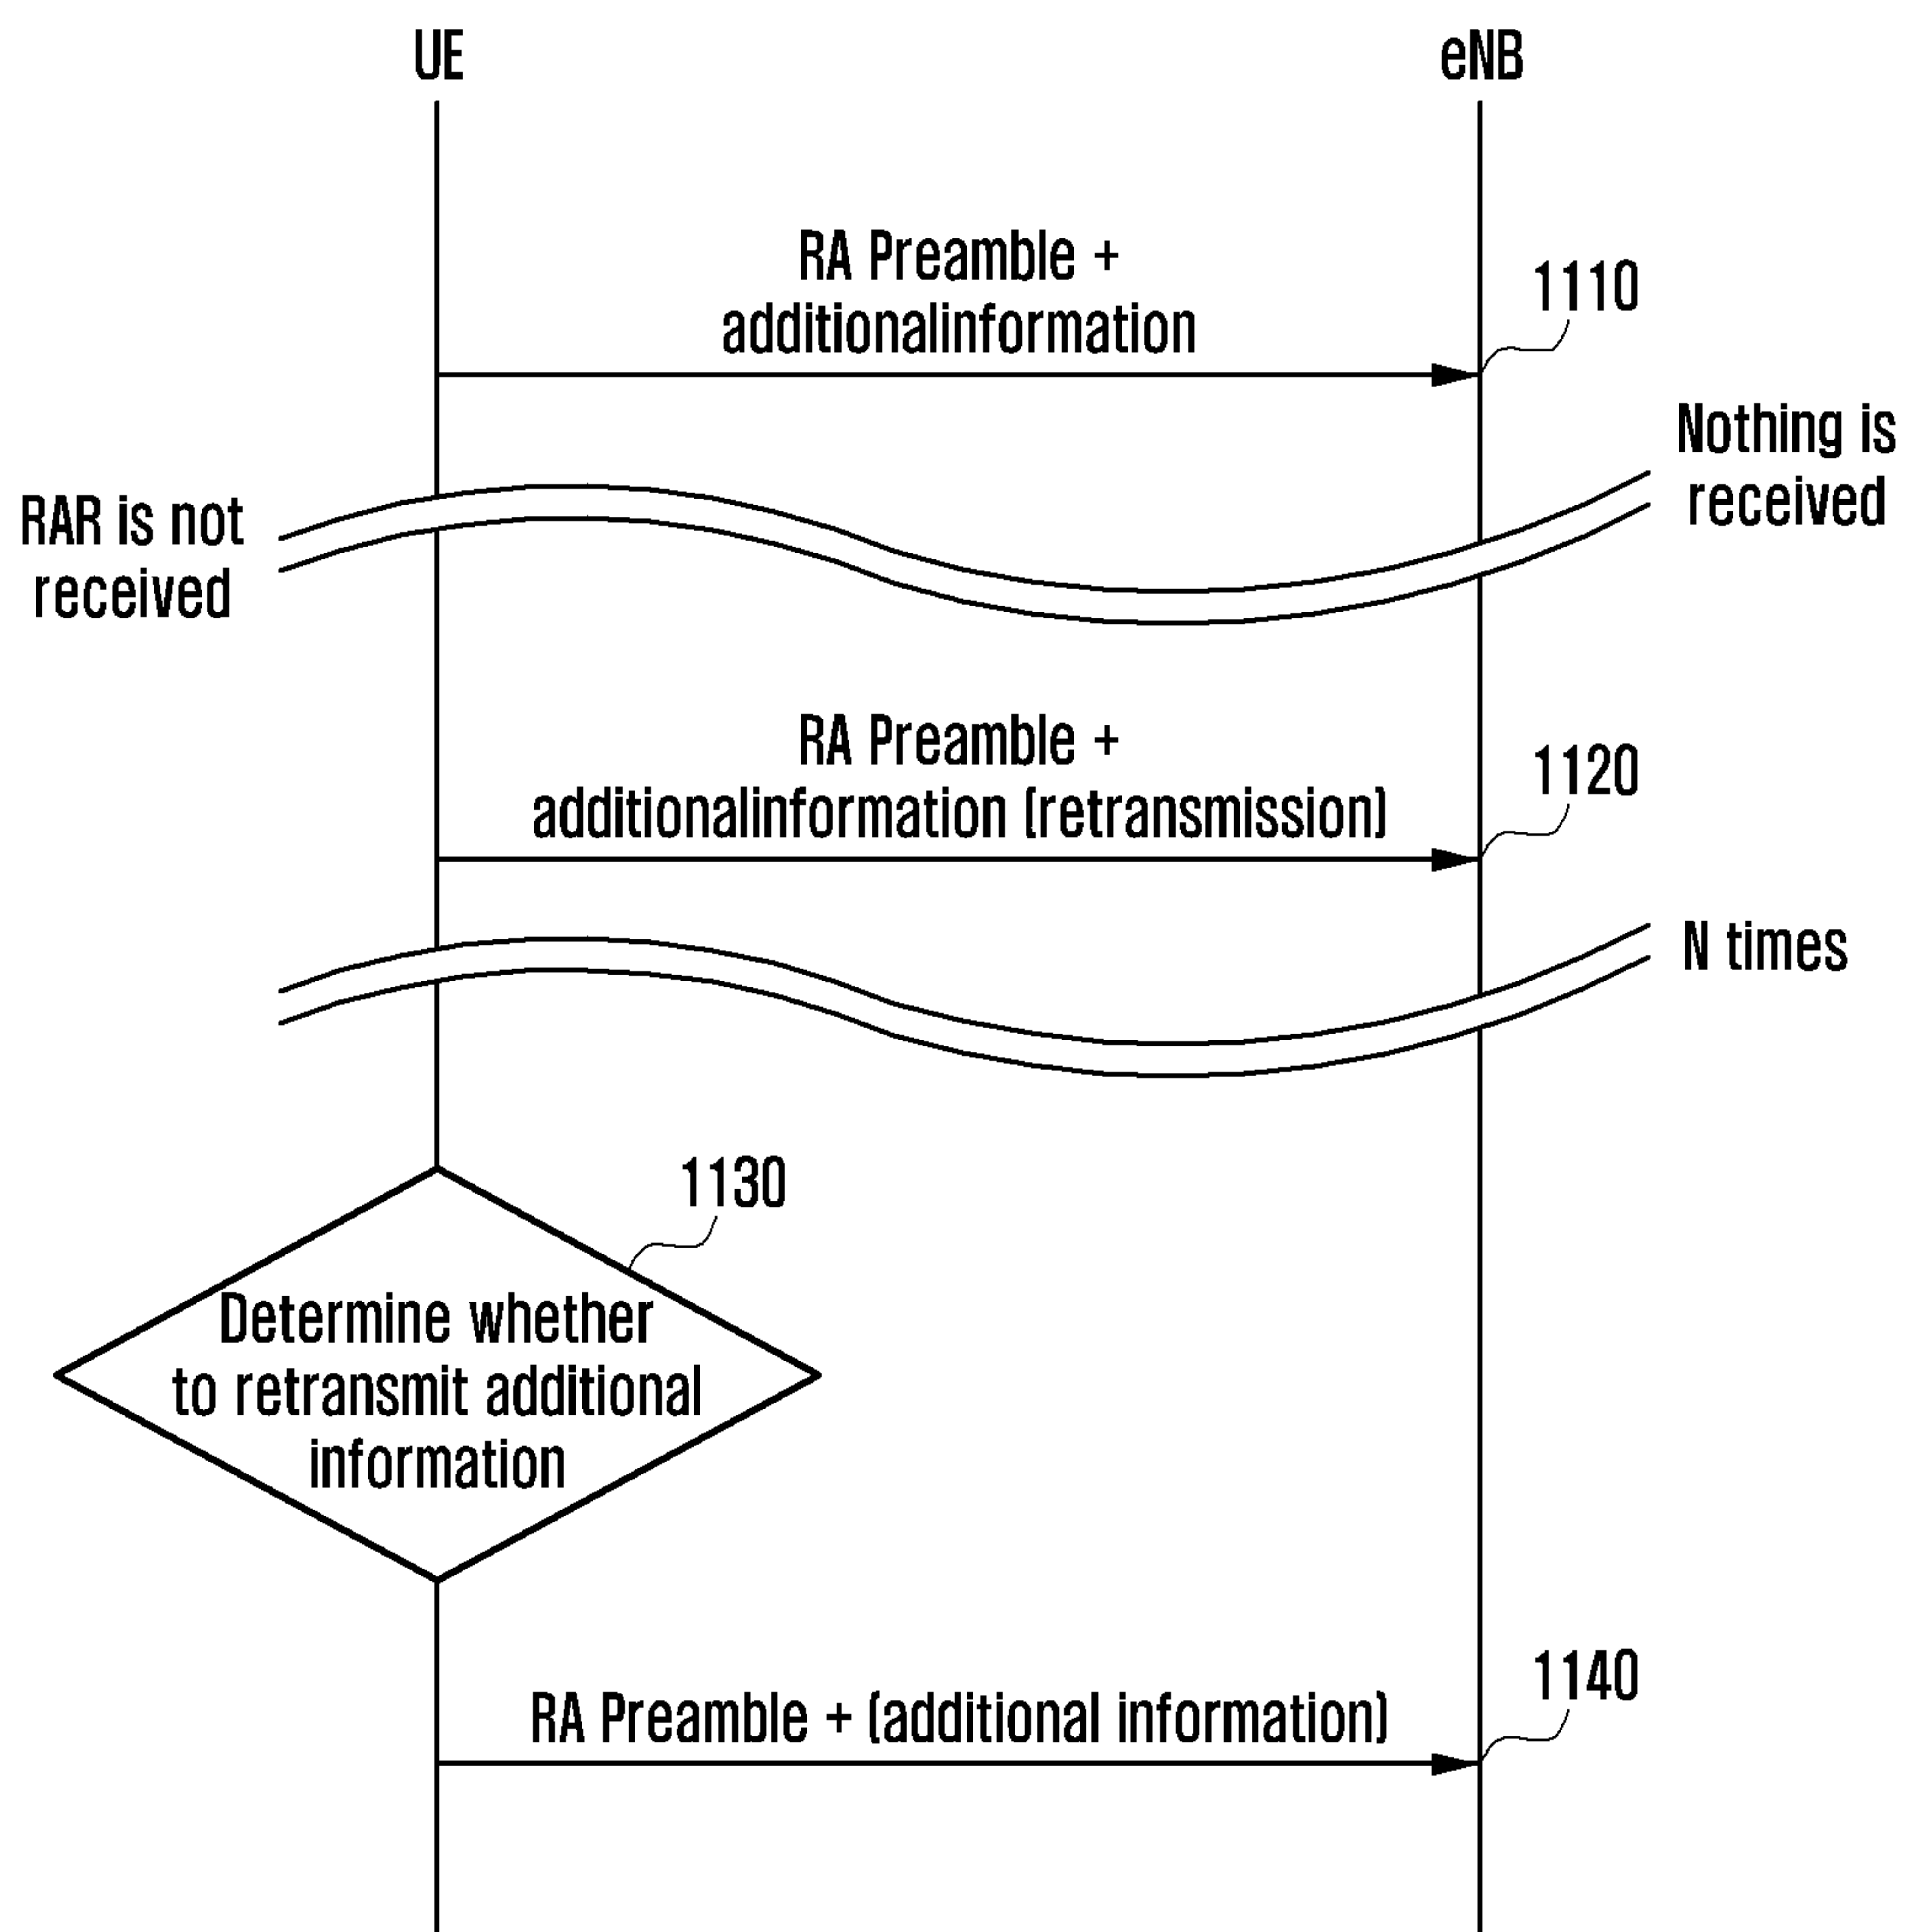 UE
eNB
RA Preamble +
additionalinformation
1110
Nothing is
received
RAR is not
received
RA Preamble +
additionalinformation (retransmission)
1120
N times
1130
Determine whether
to retransmit additional
information
1140
RA Preamble + (additional information)